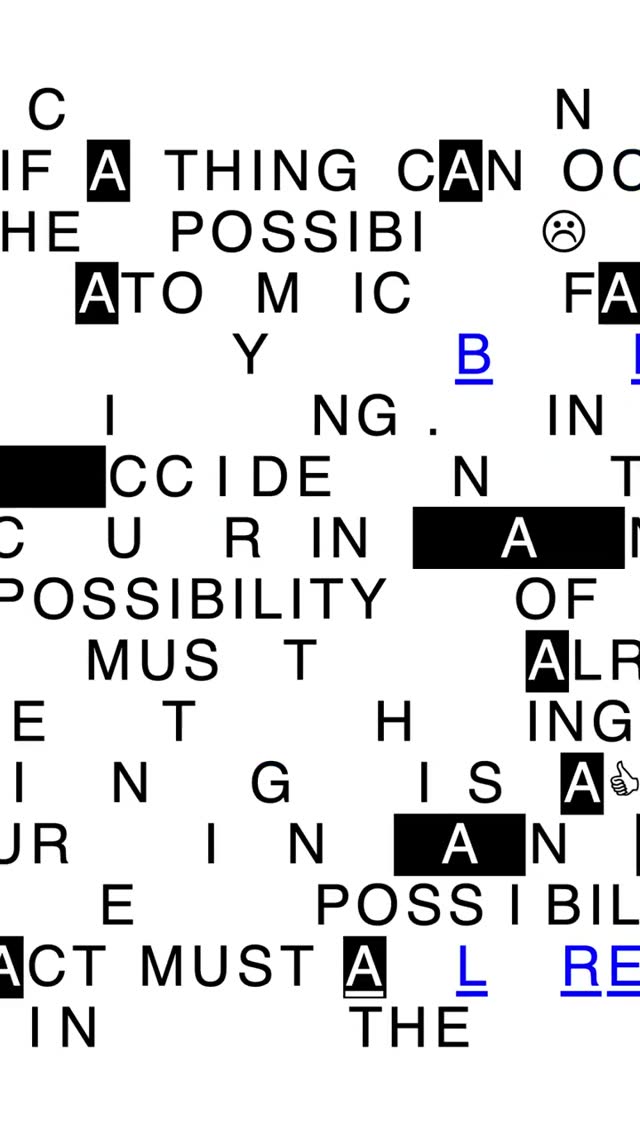 C N
IF A THING CAN OC
HE POSSIBI ☹
ATO M IC FA
Y B
I NG . IN
CCIDE N T
C U R IN A N
POSSIBILITY OF
MUS T ALR
E T H ING
I N G I S A👍
UR I N A N
E POSS I BIL
ACT MUST A L RE
IN THE